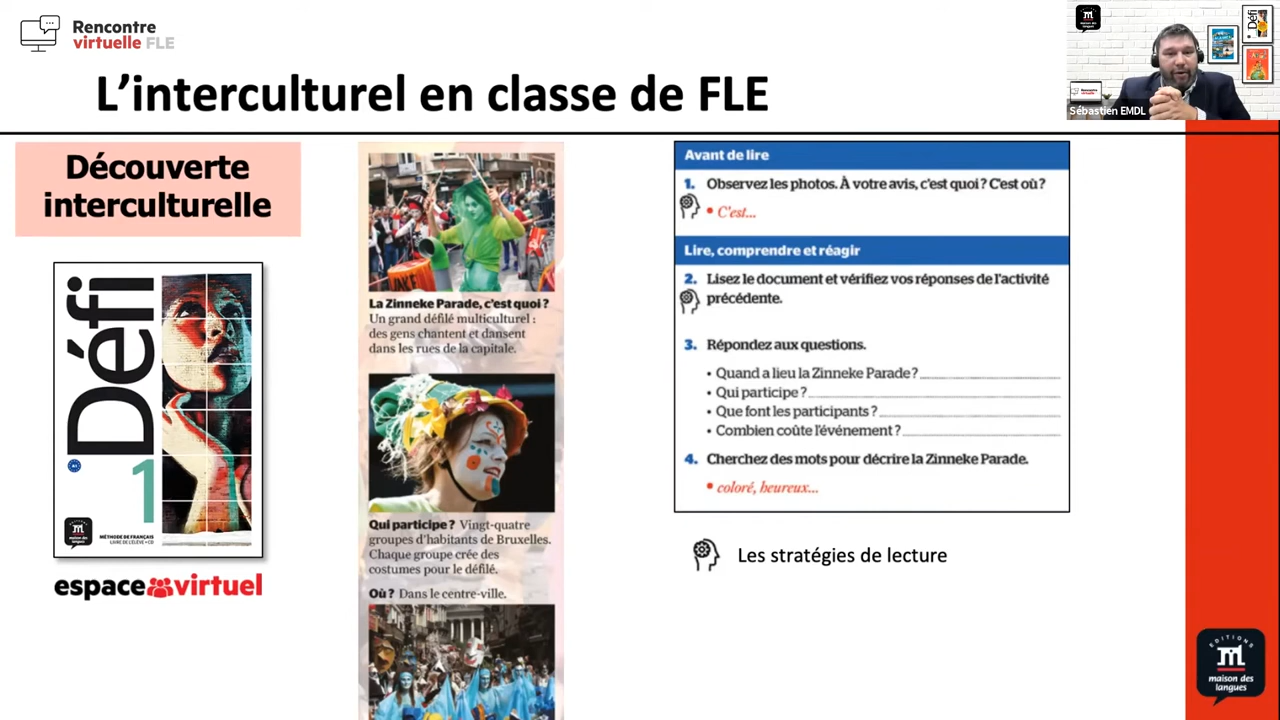 Rencontre
virtuelle FLE
L'interculturel en classe de FLE
Sébastien EMDL
Découverte
interculturelle
Défi
1
MÉTHODE DE FRANÇAIS
LIVRE DE L'ÉLÈVE + CD
espace virtuel
La Zinneke Parade, c'est quoi ?
Un grand défilé multiculturel :
des gens chantent et dansent
dans les rues de la capitale.
Qui participe ? Vingt-quatre
groupes d'habitants de Bruxelles.
Chaque groupe crée des
costumes pour le défilé.
Où ? Dans le centre-ville.
Avant de lire
1. Observez les photos. À votre avis, c'est quoi ? C'est où ?
• C'est...
Lire, comprendre et réagir
2. Lisez le document et vérifiez vos réponses de l'activité
précédente.
3. Répondez aux questions.
• Quand a lieu la Zinneke Parade ?
• Qui participe ?
• Que font les participants ?
• Combien coûte l'événement ?
4. Cherchez des mots pour décrire la Zinneke Parade.
• coloré, heureux...
Les stratégies de lecture
ÉDITIONS
maison des
langues